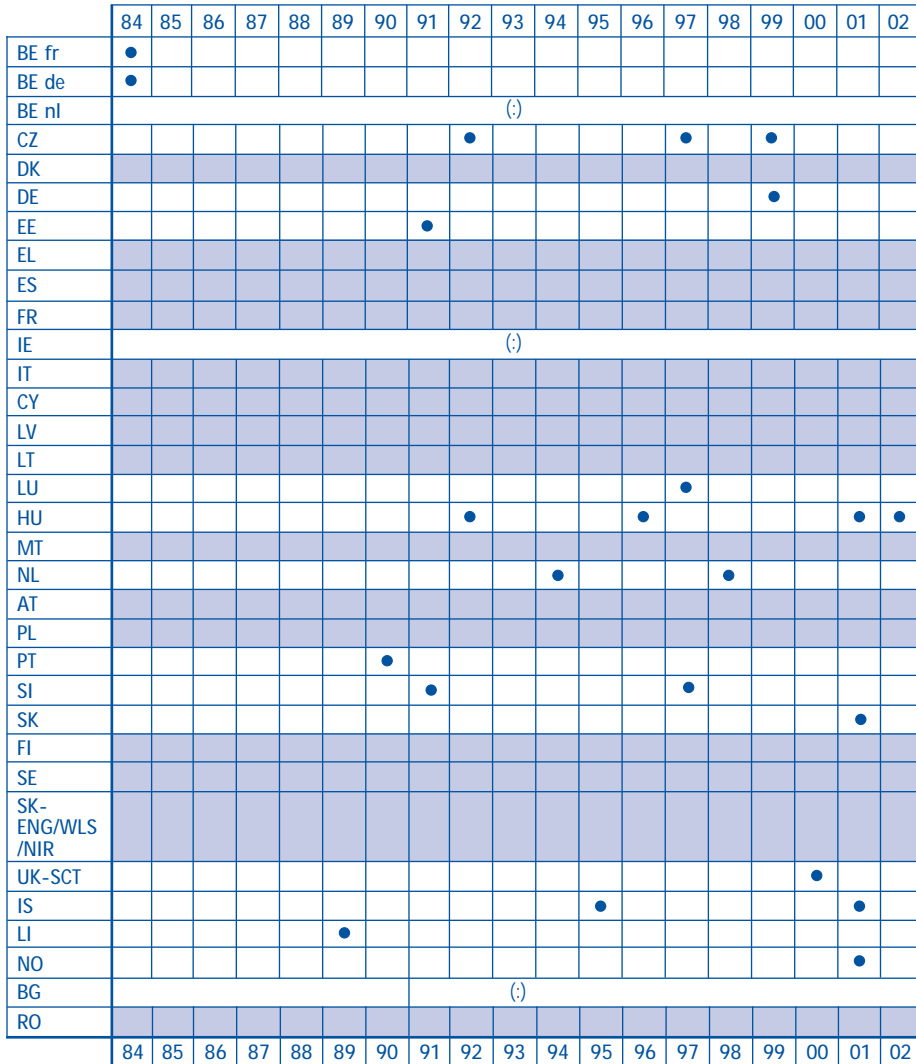 84 85 86 87 88 89 90 91 92 93 94 95 96 97 98 99 00 01 02
BE fr ●
BE de ●
BE nl (:)
CZ ● ● ●
DK
DE ●
EE ●
EL
ES
FR
IE (:)
IT
CY
LV
LT
LU ●
HU ● ● ● ●
MT
NL ● ●
AT
PL
PT ●
SI ● ●
SK ●
FI
SE
SK-
ENG/WLS
/NIR
UK-SCT ●
IS ● ●
LI ●
NO ●
BG (:)
RO
84 85 86 87 88 89 90 91 92 93 94 95 96 97 98 99 00 01 02